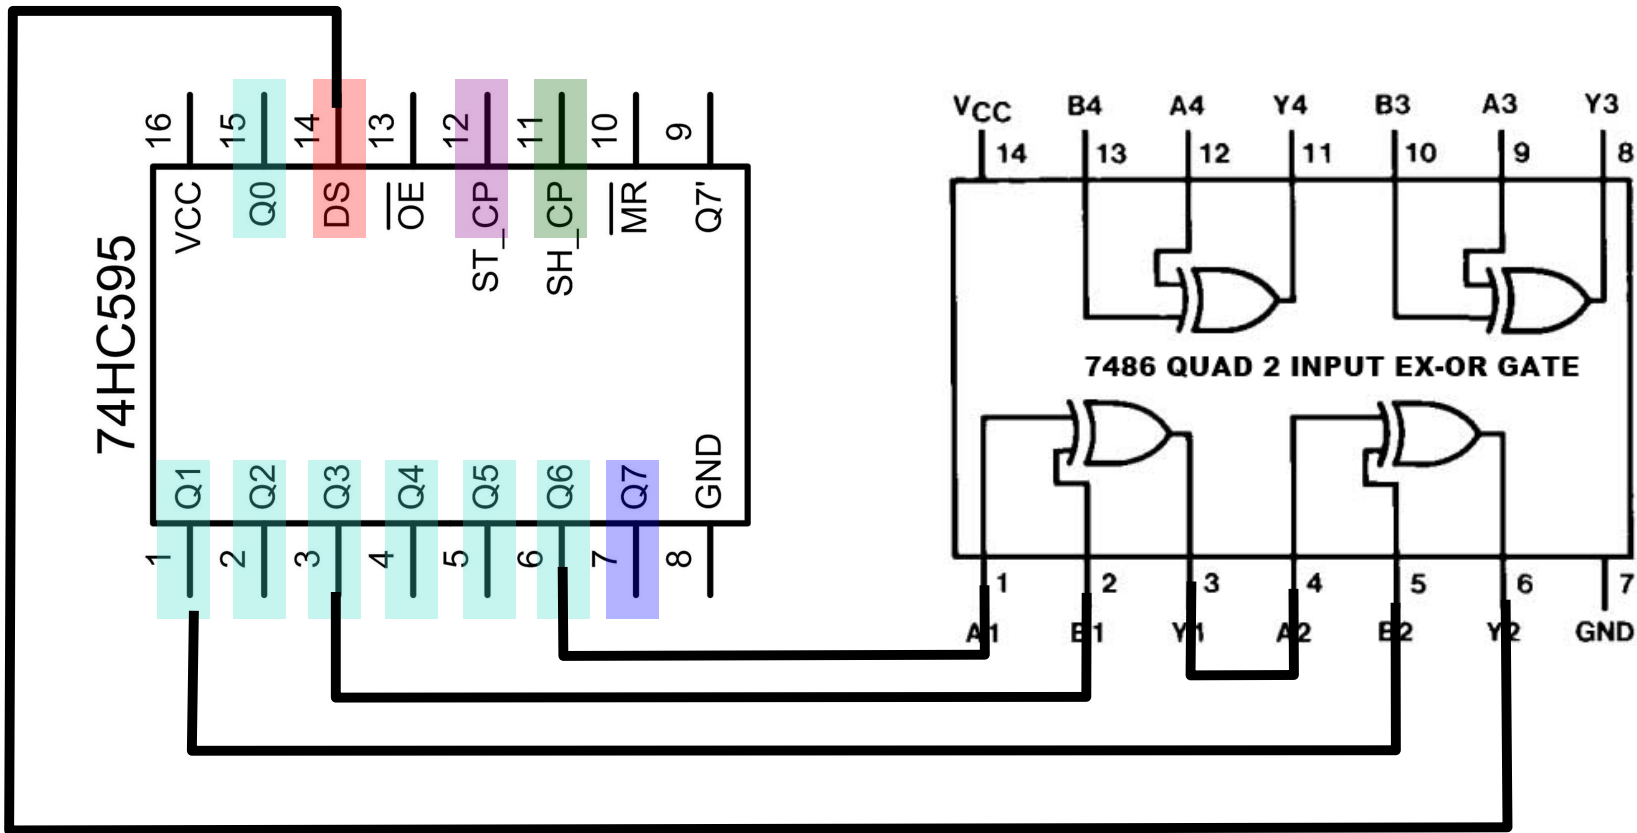 74HC595
16 15 14 13 12 11 10 9
VCC Q0 DS OE ST_CP SH_CP MR Q7'
Q1 Q2 Q3 Q4 Q5 Q6 Q7 GND
1 2 3 4 5 6 7 8
VCC B4 A4 Y4 B3 A3 Y3
14 13 12 11 10 9 8
7486 QUAD 2 INPUT EX-OR GATE
1 2 3 4 5 6 7
A1 B1 Y1 A2 B2 Y2 GND